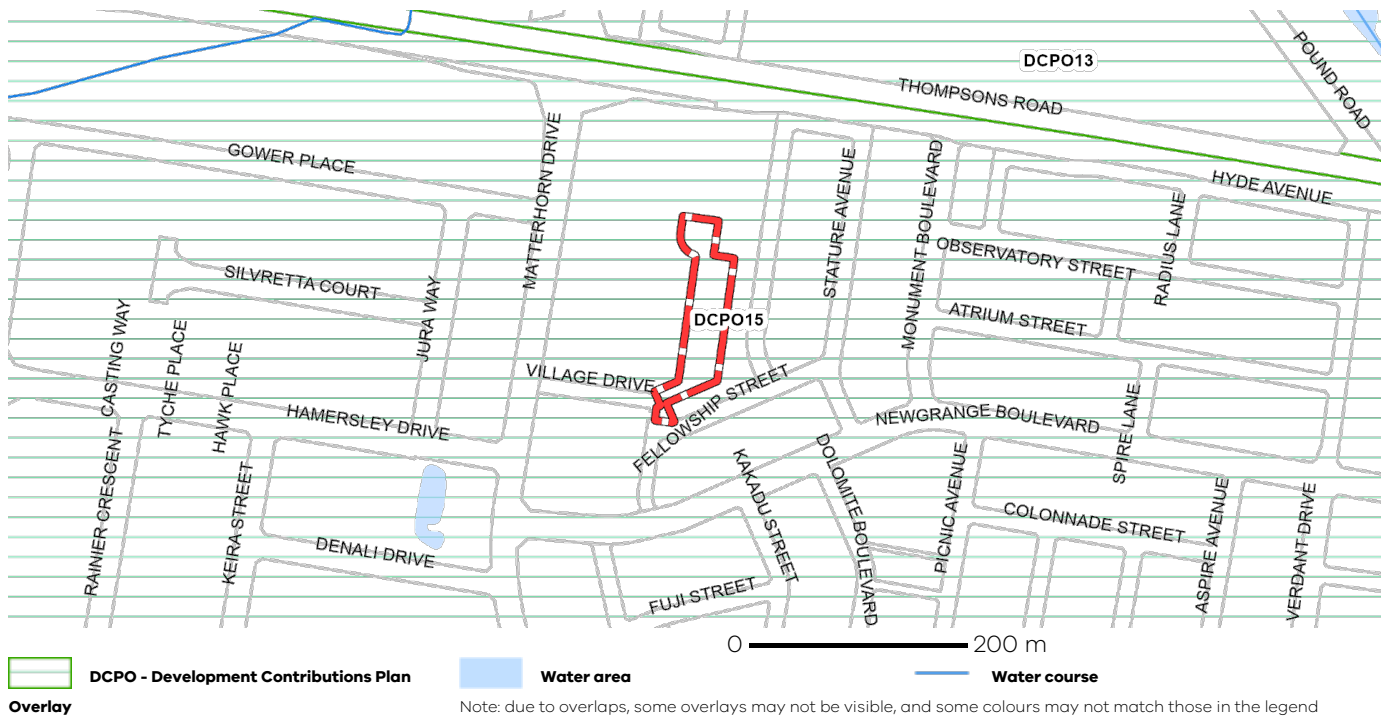 DCPO13
POUND ROAD
THOMPSONS ROAD
GOWER PLACE
MATTERHORN DRIVE
STATURE AVENUE
MONUMENT BOULEVARD
HYDE AVENUE
RADIUS LANE
OBSERVATORY STREET
SILVRETTA COURT
JURA WAY
ATRIUM STREET
DCPO15
CASTING WAY
TYCHE PLACE
HAWK PLACE
VILLAGE DRIVE
FELLOWSHIP STREET
HAMERSLEY DRIVE
NEWGRANGE BOULEVARD
SPIRE LANE
RAINIER CRESCENT
KEIRA STREET
KAKADU STREET
DOLOMITE BOULEVARD
PICNIC AVENUE
COLONNADE STREET
ASPIRE AVENUE
VERDANT DRIVE
DENALI DRIVE
FUJI STREET
0 200 m
DCPO - Development Contributions Plan
Overlay
Water area
Water course
Note: due to overlaps, some overlays may not be visible, and some colours may not match those in the legend